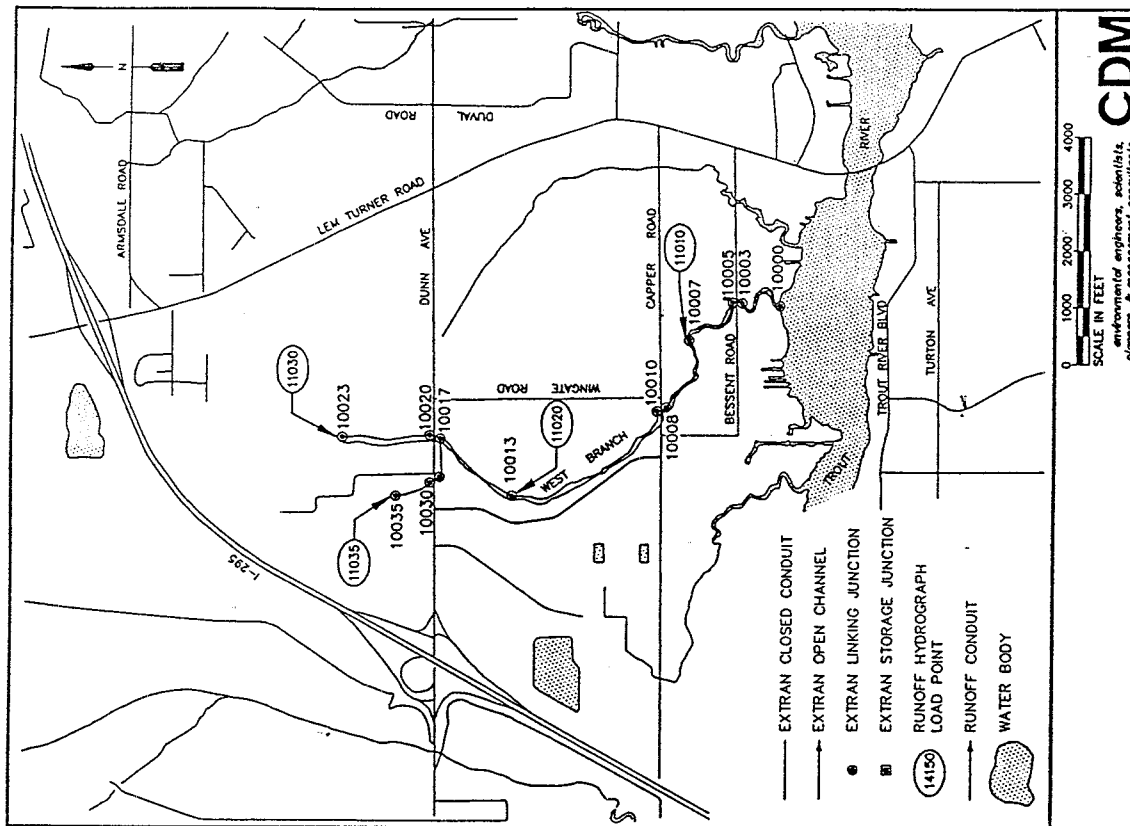 ARMSDALE ROAD
N
DUVAL
ROAD
LEW TURNER ROAD
DUNN AVE
I-295
11030
10023
11035
10035
10030
10020
10017
10013
11020
WEST BRANCH
WINGATE
ROAD
CAPPER ROAD
11010
10010
10008
10007
10005
10003
10000
BESSENT ROAD
TROUT
RIVER
TROUT RIVER BLVD
TURTON AVE
EXTRAN CLOSED CONDUIT
EXTRAN OPEN CHANNEL
EXTRAN LINKING JUNCTION
EXTRAN STORAGE JUNCTION
14150
RUNOFF HYDROGRAPH
LOAD POINT
RUNOFF CONDUIT
WATER BODY
0 1000 2000 3000 4000
SCALE IN FEET
CDM
environmental engineers, scientists,